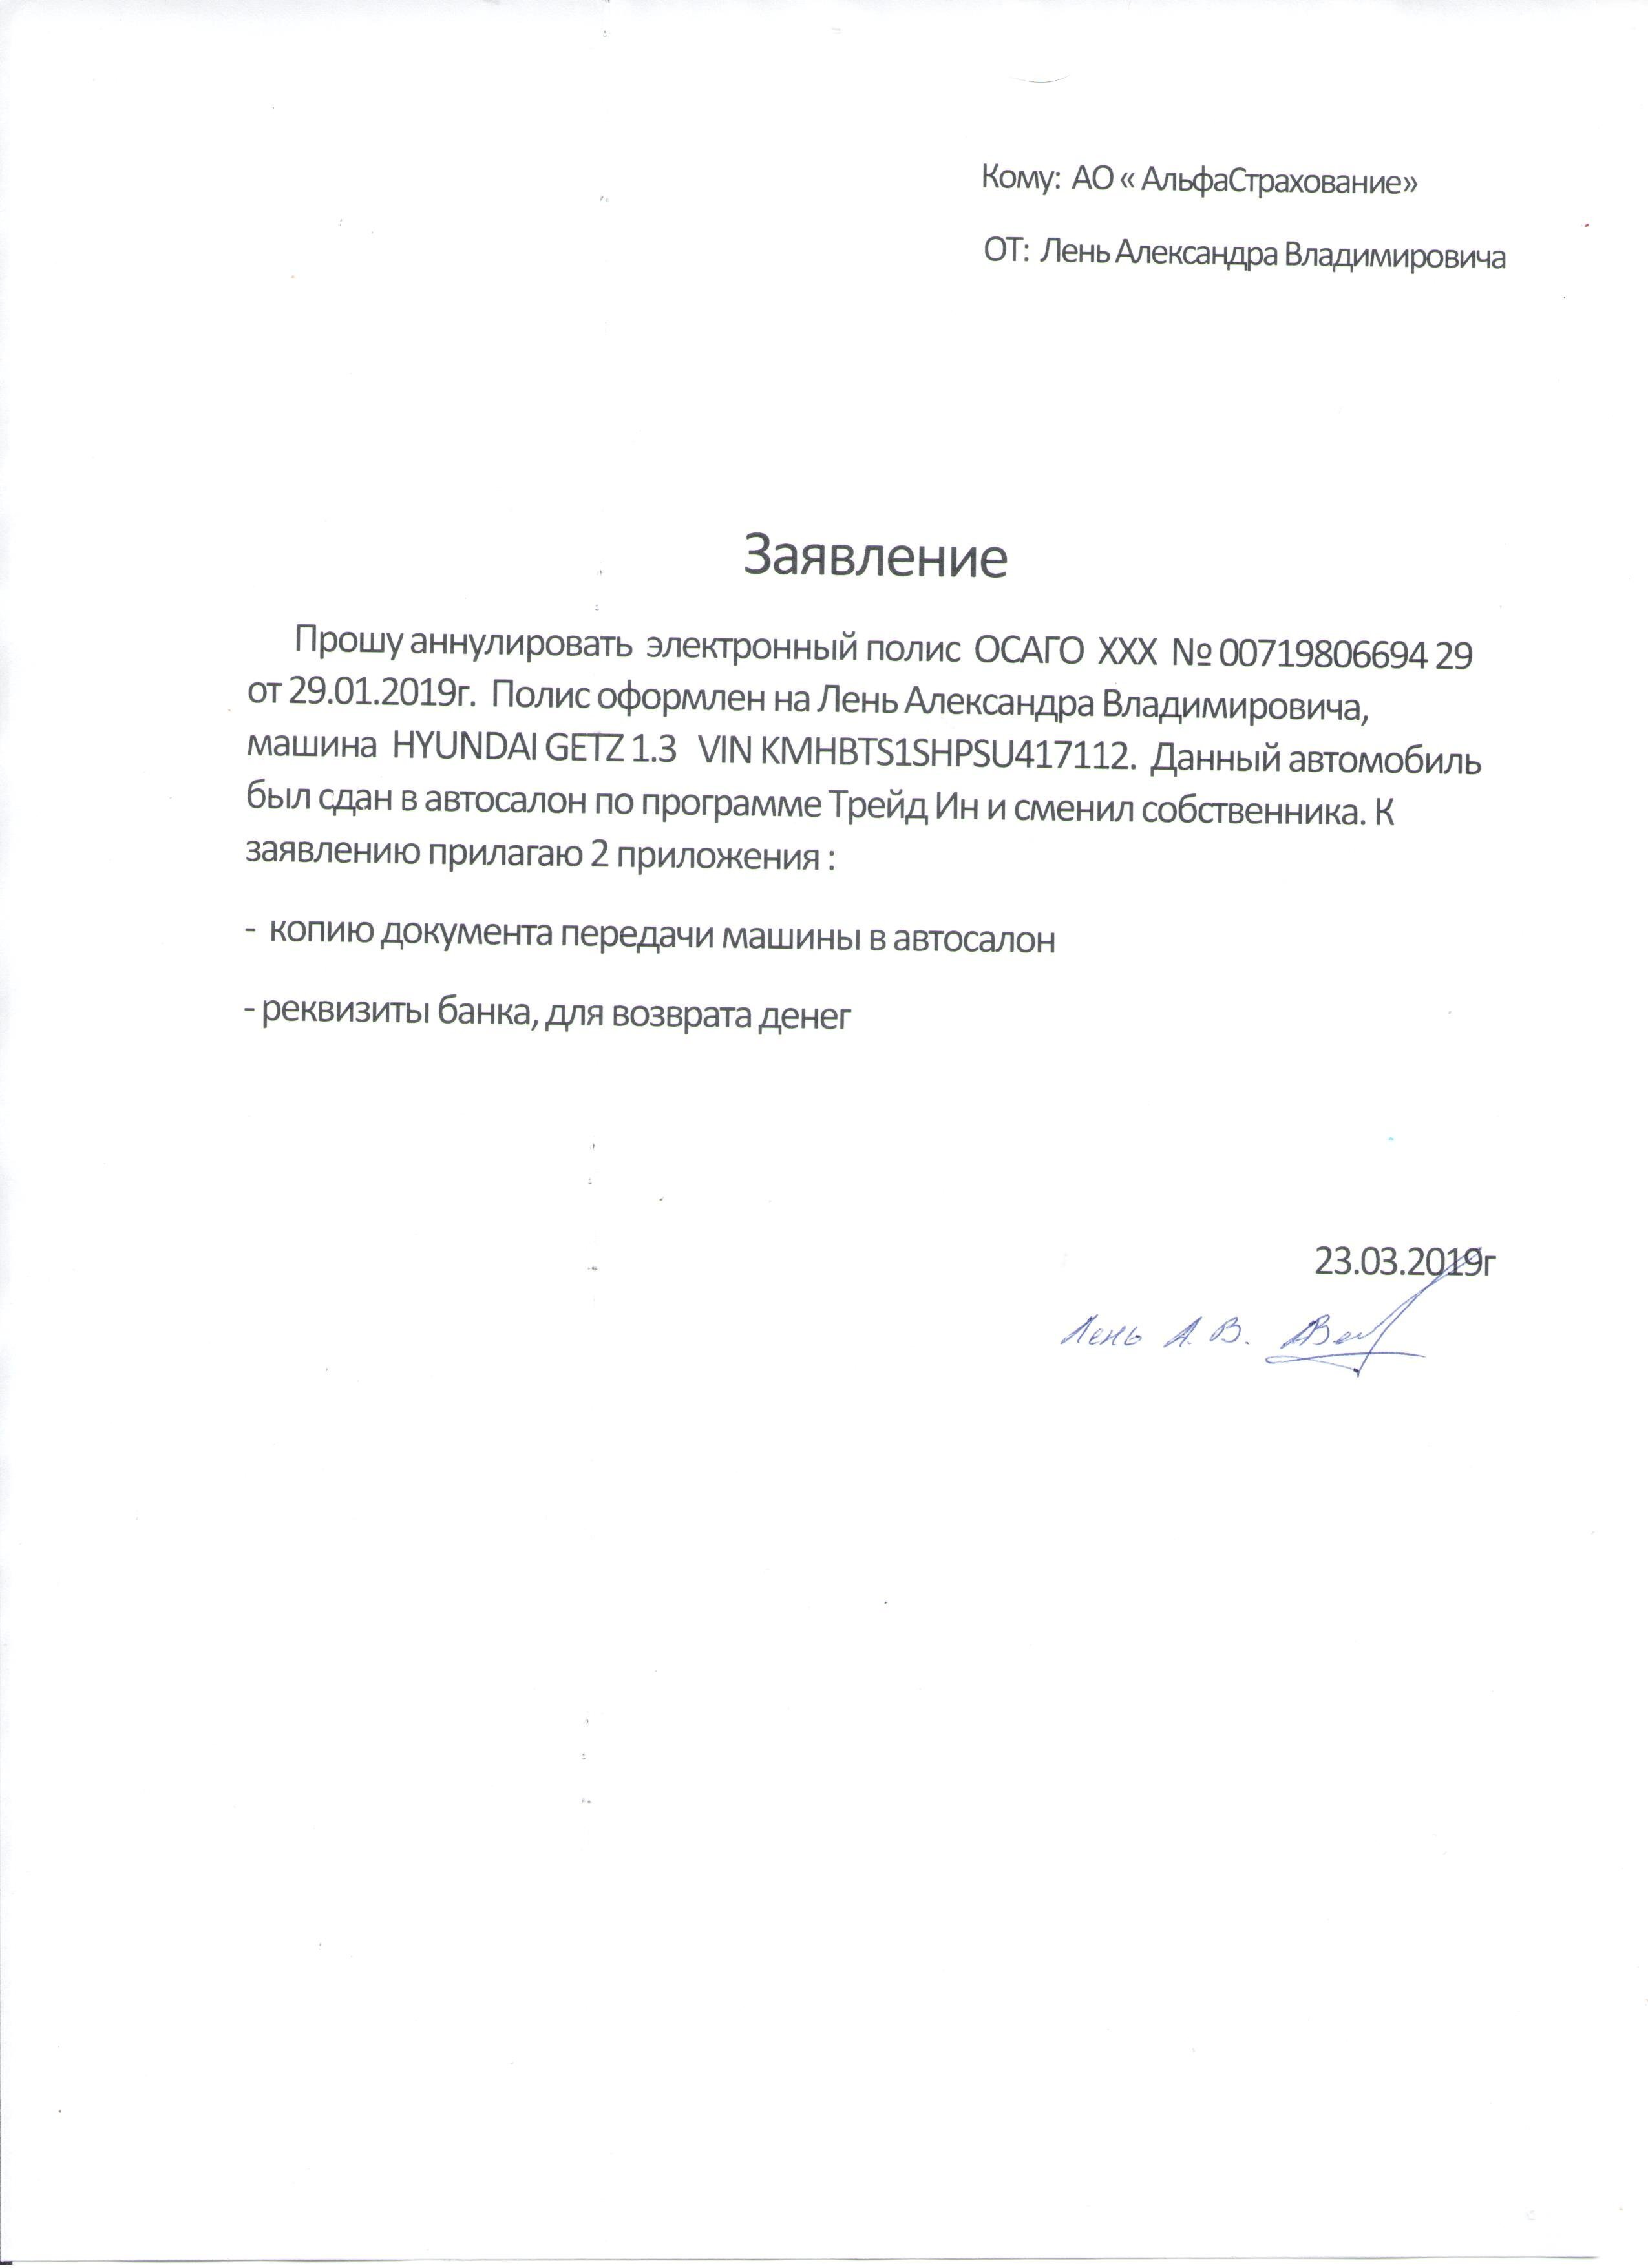 Кому: АО « АльфаСтрахование»
ОТ: Лень Александра Владимировича
Заявление
Прошу аннулировать электронный полис ОСАГО ХХХ № 00719806694 29
от 29.01.2019г. Полис оформлен на Лень Александра Владимировича,
машина HYUNDAI GETZ 1.3 VIN KMHBTS1SHPSU417112. Данный автомобиль
был сдан в автосалон по программе Трейд Ин и сменил собственника. К
заявлению прилагаю 2 приложения :
- копию документа передачи машины в автосалон
- реквизиты банка, для возврата денег
23.03.2019г
Лень А. В.